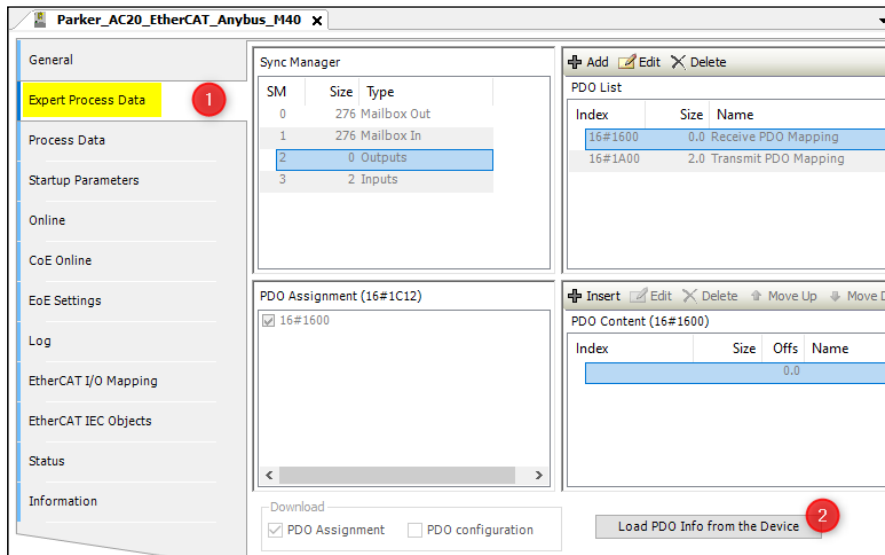 Parker_AC20_EtherCAT_Anybus_M40
General
Expert Process Data
1
Process Data
Startup Parameters
Online
CoE Online
EoE Settings
Log
EtherCAT I/O Mapping
EtherCAT IEC Objects
Status
Information
Sync Manager
SM Size Type
0 276 Mailbox Out
1 276 Mailbox In
2 0 Outputs
3 2 Inputs
Add Edit Delete
PDO List
Index Size Name
16#1600 0.0 Receive PDO Mapping
16#1A00 2.0 Transmit PDO Mapping
PDO Assignment (16#1C12)
16#1600
Insert Edit Delete Move Up Move D
PDO Content (16#1600)
Index Size Offs Name
0.0
Download
PDO Assignment PDO configuration
Load PDO Info from the Device
2